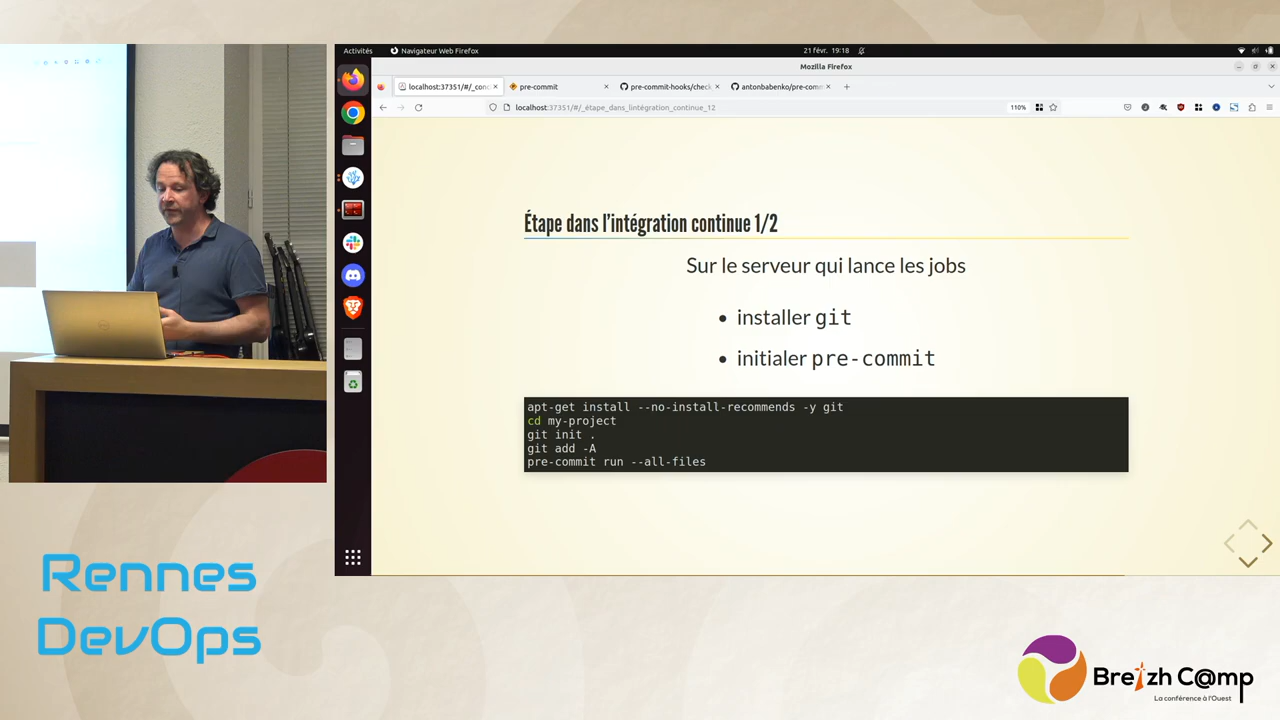 Activités
Navigateur Web Firefox
21 févr. 19:18
Mozilla Firefox
localhost:37351/#/_conc
pre-commit
pre-commit-hooks/check
antonbabenko/pre-comm
localhost:37351/#/_étape_dans_lintégration_continue_12
110%
Étape dans l'intégration continue 1/2
Sur le serveur qui lance les jobs
• installer git
• initialer pre-commit
apt-get install --no-install-recommends -y git
cd my-project
git init .
git add -A
pre-commit run --all-files
Rennes
DevOps
Breizh C@mp
La conférence à l'Ouest